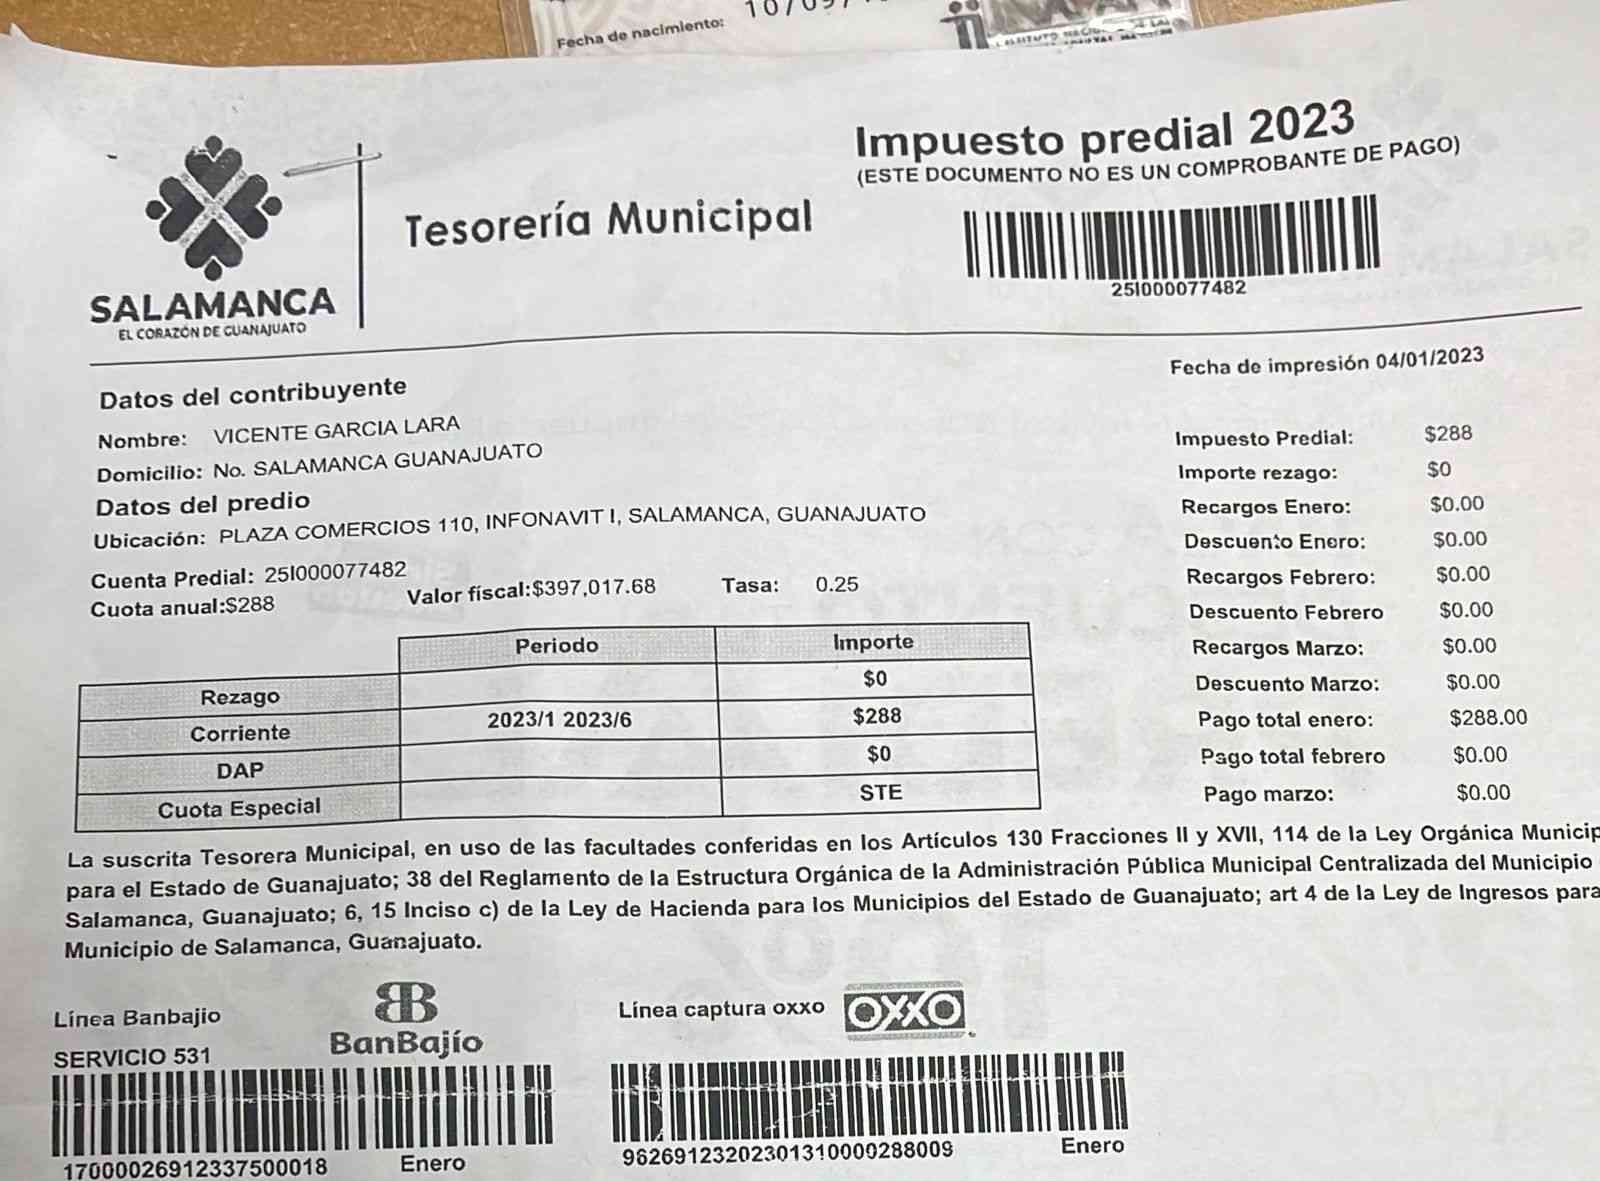 Fecha de nacimiento:
Impuesto predial 2023
(ESTE DOCUMENTO NO ES UN COMPROBANTE DE PAGO)
Tesorería Municipal
25I000077482
SALAMANCA
EL CORAZÓN DE GUANAJUATO
Fecha de impresión 04/01/2023
Datos del contribuyente
Nombre: VICENTE GARCIA LARA
Domicilio: No. SALAMANCA GUANAJUATO
Datos del predio
Ubicación: PLAZA COMERCIOS 110, INFONAVIT I, SALAMANCA, GUANAJUATO
Cuenta Predial: 25I000077482
Cuota anual:$288 Valor físcal:$397,017.68 Tasa: 0.25
Impuesto Predial: $288
Importe rezago: $0
Recargos Enero: $0.00
Descuento Enero: $0.00
Recargos Febrero: $0.00
Descuento Febrero $0.00
Recargos Marzo: $0.00
Descuento Marzo: $0.00
Pago total enero: $288.00
Pago total febrero $0.00
Pago marzo: $0.00
Periodo Importe
Rezago $0
Corriente 2023/1 2023/6 $288
DAP $0
Cuota Especial STE
La suscrita Tesorera Municipal, en uso de las facultades conferidas en los Artículos 130 Fracciones II y XVII, 114 de la Ley Orgánica Municip
para el Estado de Guanajuato; 38 del Reglamento de la Estructura Orgánica de la Administración Pública Municipal Centralizada del Municipio
Salamanca, Guanajuato; 6, 15 Inciso c) de la Ley de Hacienda para los Municipios del Estado de Guanajuato; art 4 de la Ley de Ingresos para
Municipio de Salamanca, Guanajuato.
Línea Banbajio
BanBajío
SERVICIO 531
17000026912337500018 Enero
Línea captura oxxo OXXO
96269123202301310000288009 Enero